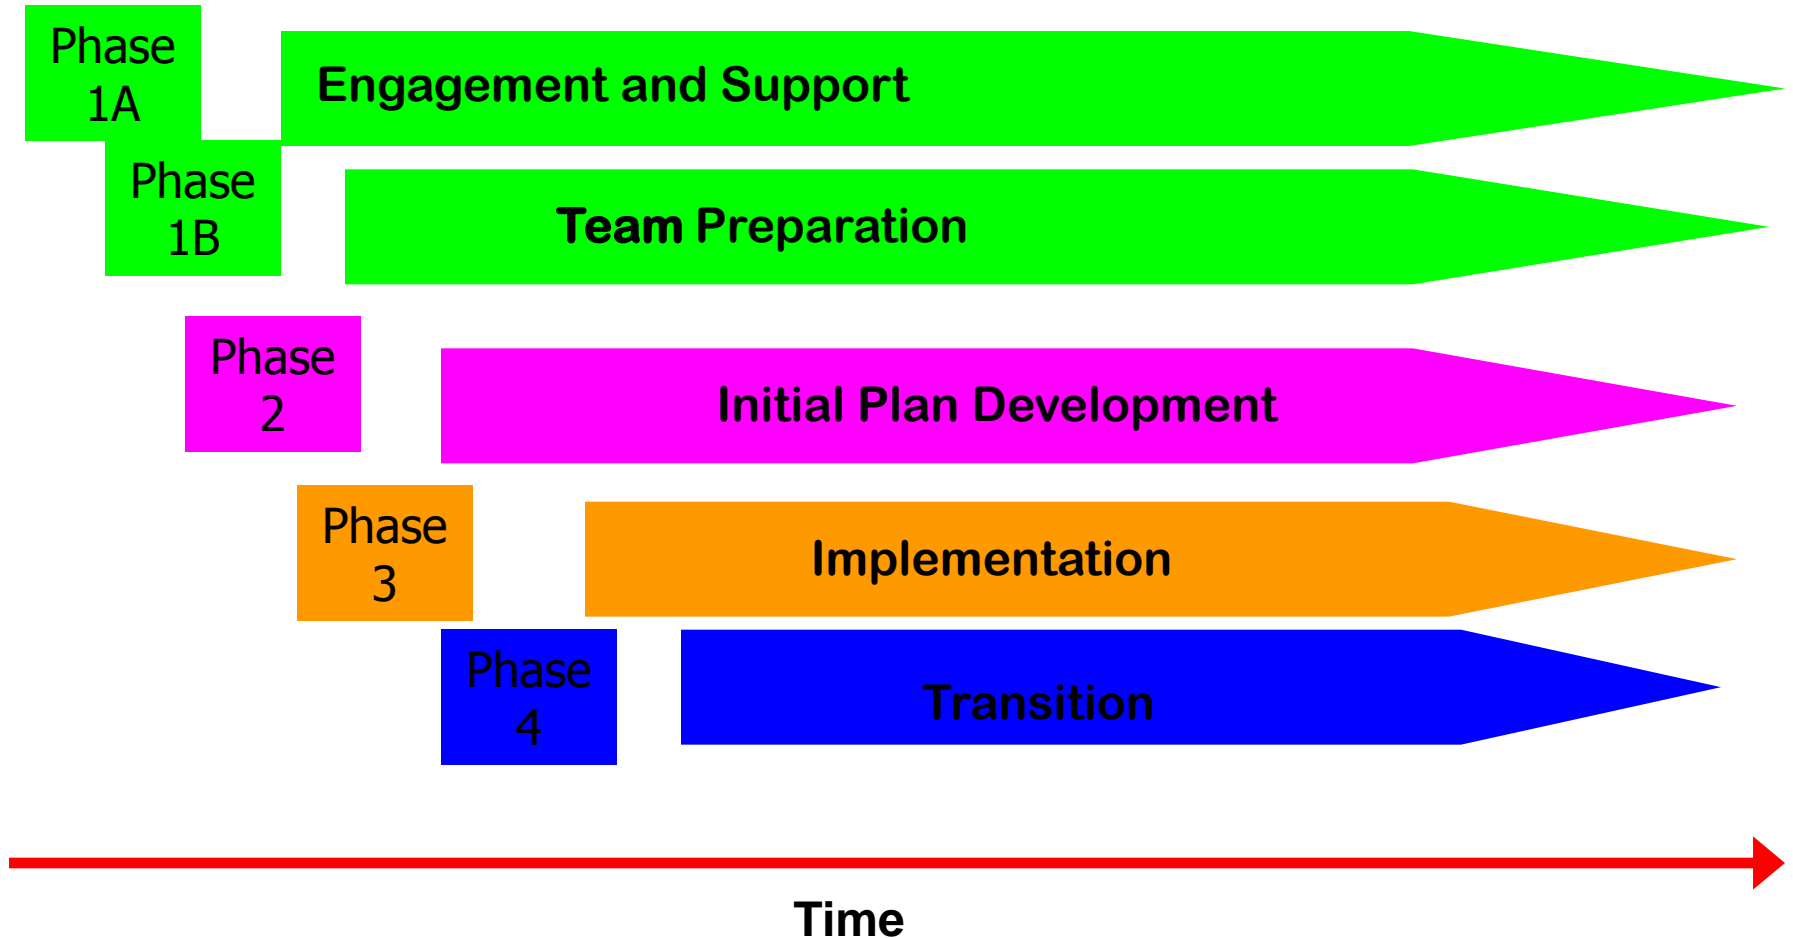 Phase
1A
Engagement and Support
Phase
1B
Team Preparation
Phase
2
Initial Plan Development
Phase
3
Implementation
Phase
4
Transition
Time